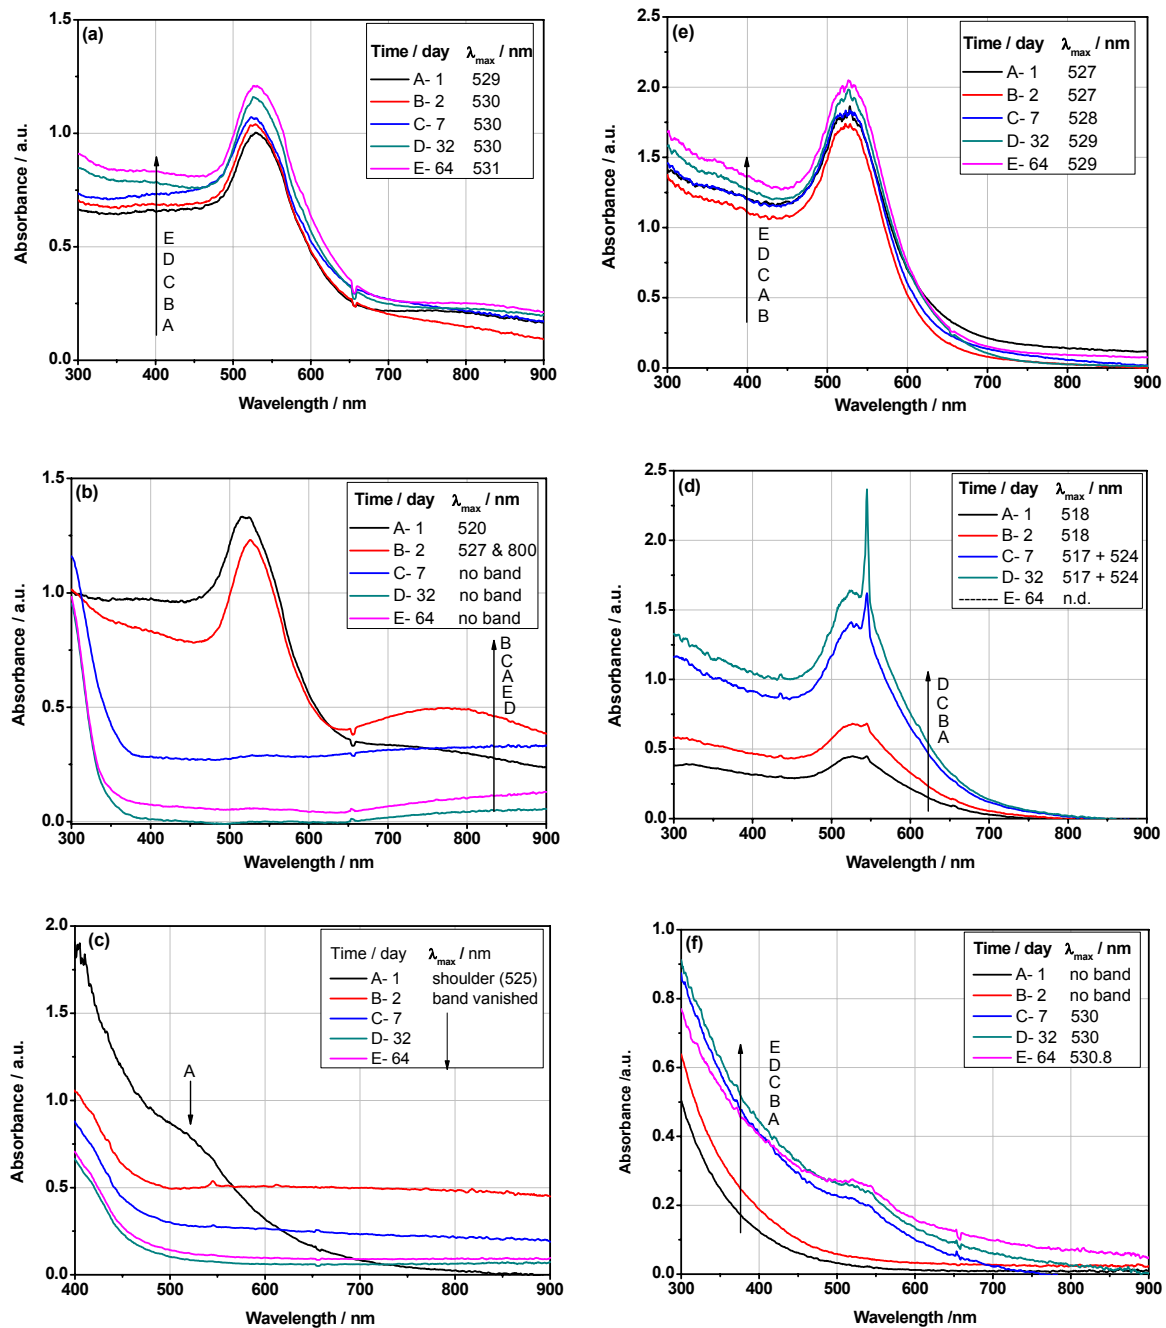 (a)
Time / day λmax / nm
A- 1 529
B- 2 530
C- 7 530
D- 32 530
E- 64 531
E
D
C
B
A
Absorbance / a.u.
1.5
1.0
0.5
0.0
300 400 500 600 700 800 900
Wavelength / nm
(e)
Time / day λmax / nm
A- 1 527
B- 2 527
C- 7 528
D- 32 529
E- 64 529
E
D
C
A
B
Absorbance / a.u.
2.5
2.0
1.5
1.0
0.5
0.0
300 400 500 600 700 800 900
Wavelength / nm
(b)
Time / day λmax / nm
A- 1 520
B- 2 527 & 800
C- 7 no band
D- 32 no band
E- 64 no band
B
C
A
E
D
Absorbance / a.u.
1.5
1.0
0.5
0.0
300 400 500 600 700 800 900
Wavelength / nm
(d)
Time / day λmax / nm
A- 1 518
B- 2 518
C- 7 517 + 524
D- 32 517 + 524
E- 64 n.d.
D
C
B
A
Absorbance / a.u.
2.5
2.0
1.5
1.0
0.5
0.0
300 400 500 600 700 800 900
Wavelength / nm
(c)
Time / day λmax / nm
A- 1 shoulder (525)
B- 2 band vanished
C- 7
D- 32
E- 64
A
Absorbance / a.u.
2.0
1.5
1.0
0.5
0.0
400 500 600 700 800 900
Wavelength / nm
(f)
Time / day λmax / nm
A- 1 no band
B- 2 no band
C- 7 530
D- 32 530
E- 64 530.8
E
D
C
B
A
Absorbance /a.u.
1.0
0.8
0.6
0.4
0.2
0.0
300 400 500 600 700 800 900
Wavelength /nm